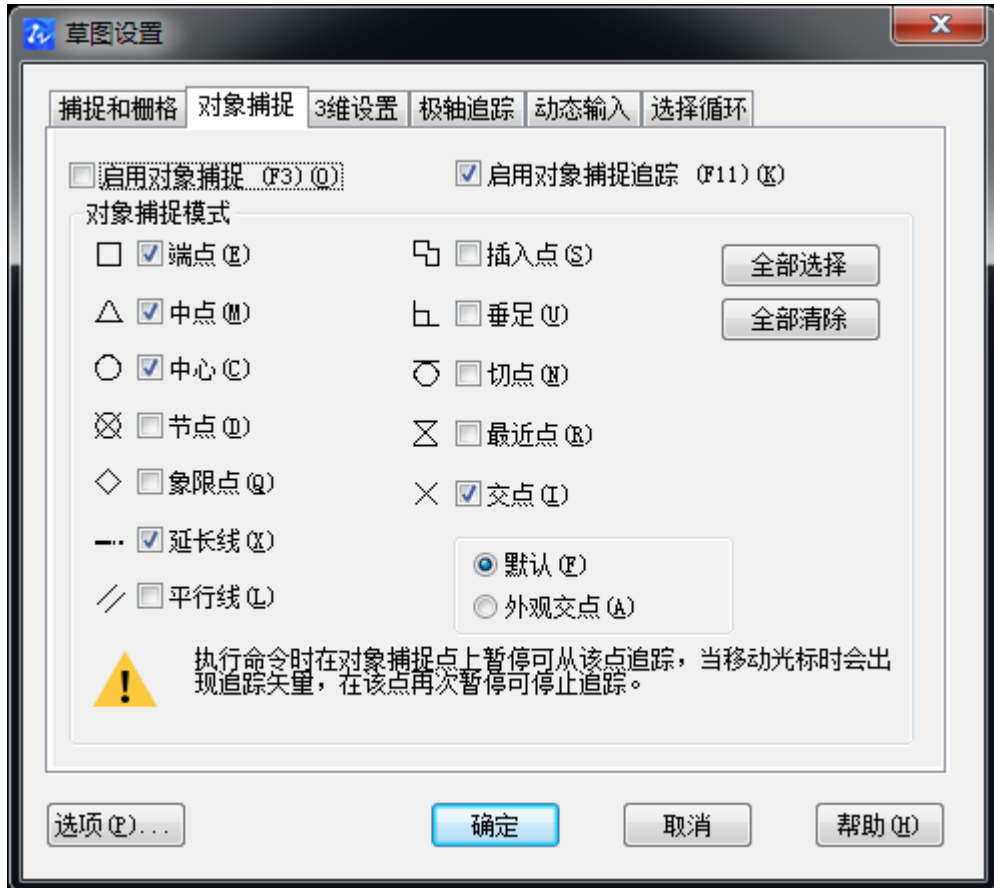 草图设置
捕捉和栅格 对象捕捉 3维设置 极轴追踪 动态输入 选择循环
启用对象捕捉 (F3)(O) 启用对象捕捉追踪 (F11)(K)
对象捕捉模式
端点(E) 插入点(S) 全部选择
中点(M) 垂足(U) 全部清除
中心(C) 切点(N)
节点(D) 最近点(R)
象限点(Q) 交点(I)
延长线(X) 默认(F)
平行线(L) 外观交点(A)
执行命令时在对象捕捉点上暂停可从该点追踪，当移动光标时会出
现追踪矢量，在该点再次暂停可停止追踪。
选项(P)... 确定 取消 帮助(H)